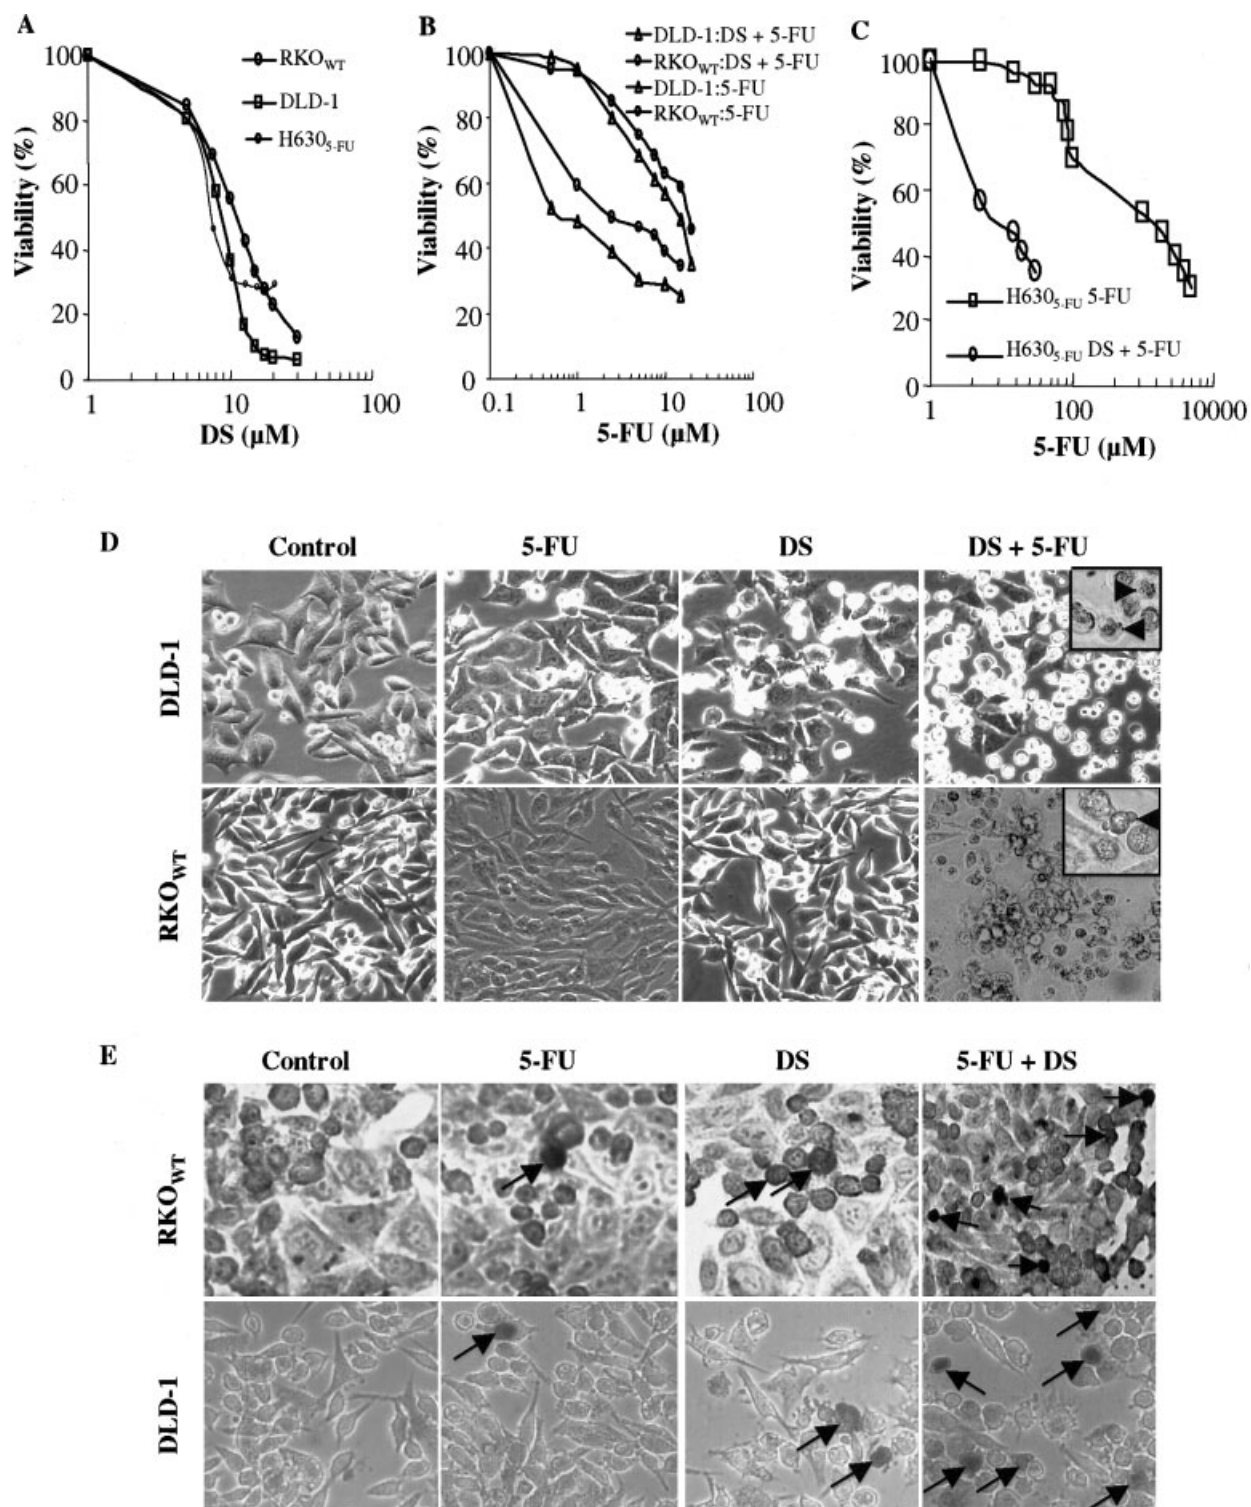 A
Viability (%)
100
80
60
40
20
0
1
10
100
DS (µM)
RKOWT
DLD-1
H6305-FU
B
Viability (%)
100
80
60
40
20
0
0.1
1
10
100
5-FU (µM)
DLD-1:DS + 5-FU
RKOWT:DS + 5-FU
DLD-1:5-FU
RKOWT:5-FU
C
Viability (%)
100
80
60
40
20
0
1
100
10000
5-FU (µM)
H6305-FU 5-FU
H6305-FU DS + 5-FU
D
Control
5-FU
DS
DS + 5-FU
DLD-1
RKOWT
E
Control
5-FU
DS
5-FU + DS
RKOWT
DLD-1